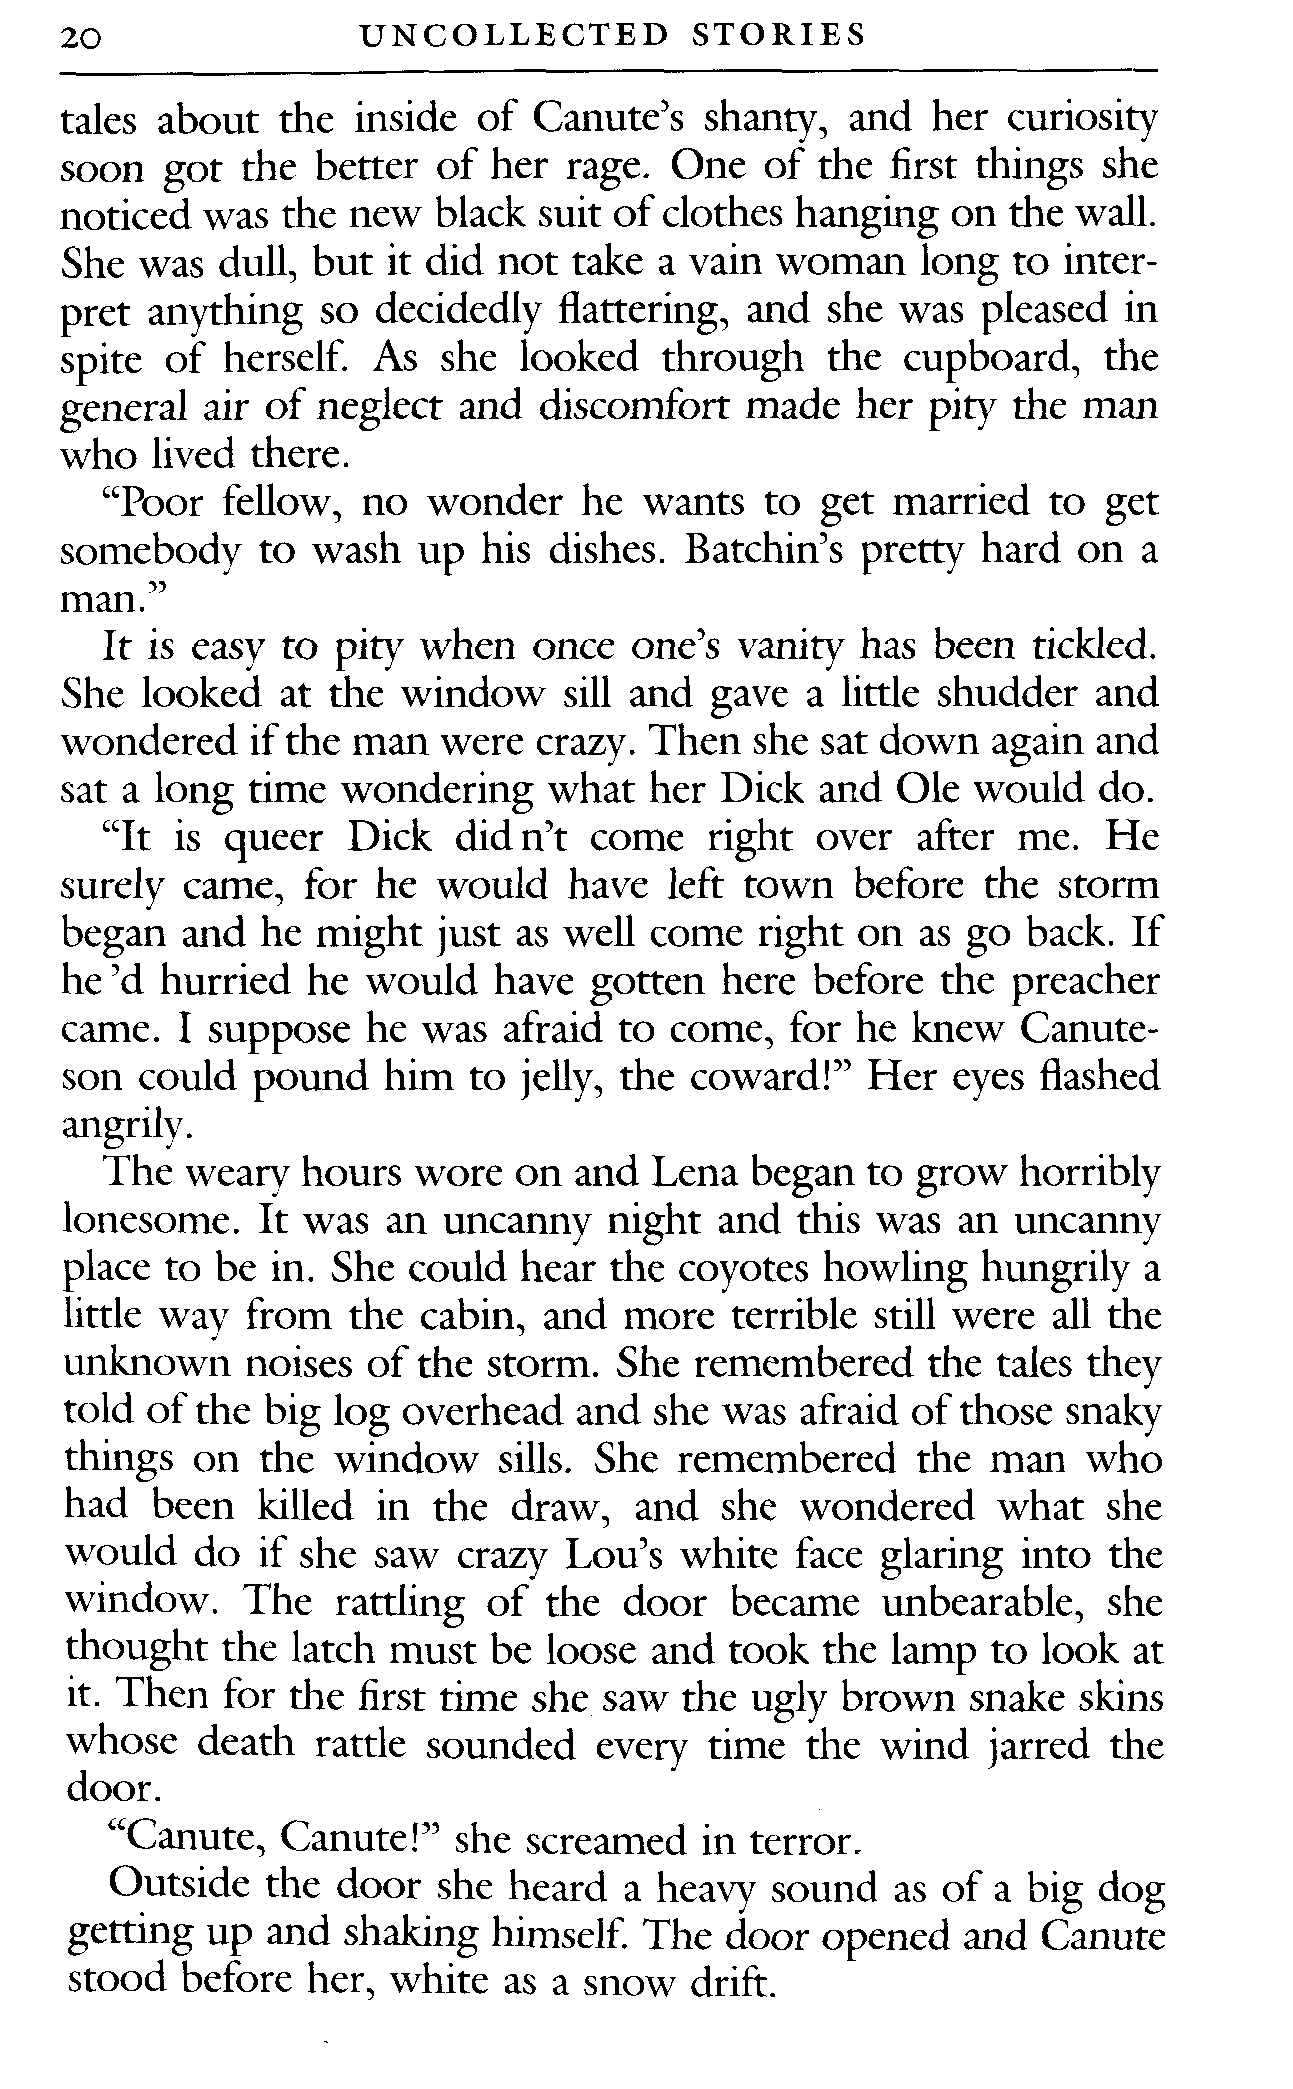 20 UNCOLLECTED STORIES
tales about the inside of Canute's shanty, and her curiosity
soon got the better of her rage. One of the first things she
noticed was the new black suit of clothes hanging on the wall.
She was dull, but it did not take a vain woman long to inter-
pret anything so decidedly flattering, and she was pleased in
spite of herself. As she looked through the cupboard, the
general air of neglect and discomfort made her pity the man
who lived there.
“Poor fellow, no wonder he wants to get married to get
somebody to wash up his dishes. Batchin's pretty hard on a
man.”
It is easy to pity when once one's vanity has been tickled.
She looked at the window sill and gave a little shudder and
wondered if the man were crazy. Then she sat down again and
sat a long time wondering what her Dick and Ole would do.
“It is queer Dick did n't come right over after me. He
surely came, for he would have left town before the storm
began and he might just as well come right on as go back. If
he 'd hurried he would have gotten here before the preacher
came. I suppose he was afraid to come, for he knew Canute-
son could pound him to jelly, the coward!” Her eyes flashed
angrily.
The weary hours wore on and Lena began to grow horribly
lonesome. It was an uncanny night and this was an uncanny
place to be in. She could hear the coyotes howling hungrily a
little way from the cabin, and more terrible still were all the
unknown noises of the storm. She remembered the tales they
told of the big log overhead and she was afraid of those snaky
things on the window sills. She remembered the man who
had been killed in the draw, and she wondered what she
would do if she saw crazy Lou's white face glaring into the
window. The rattling of the door became unbearable, she
thought the latch must be loose and took the lamp to look at
it. Then for the first time she saw the ugly brown snake skins
whose death rattle sounded every time the wind jarred the
door.
“Canute, Canute!” she screamed in terror.
Outside the door she heard a heavy sound as of a big dog
getting up and shaking himself. The door opened and Canute
stood before her, white as a snow drift.